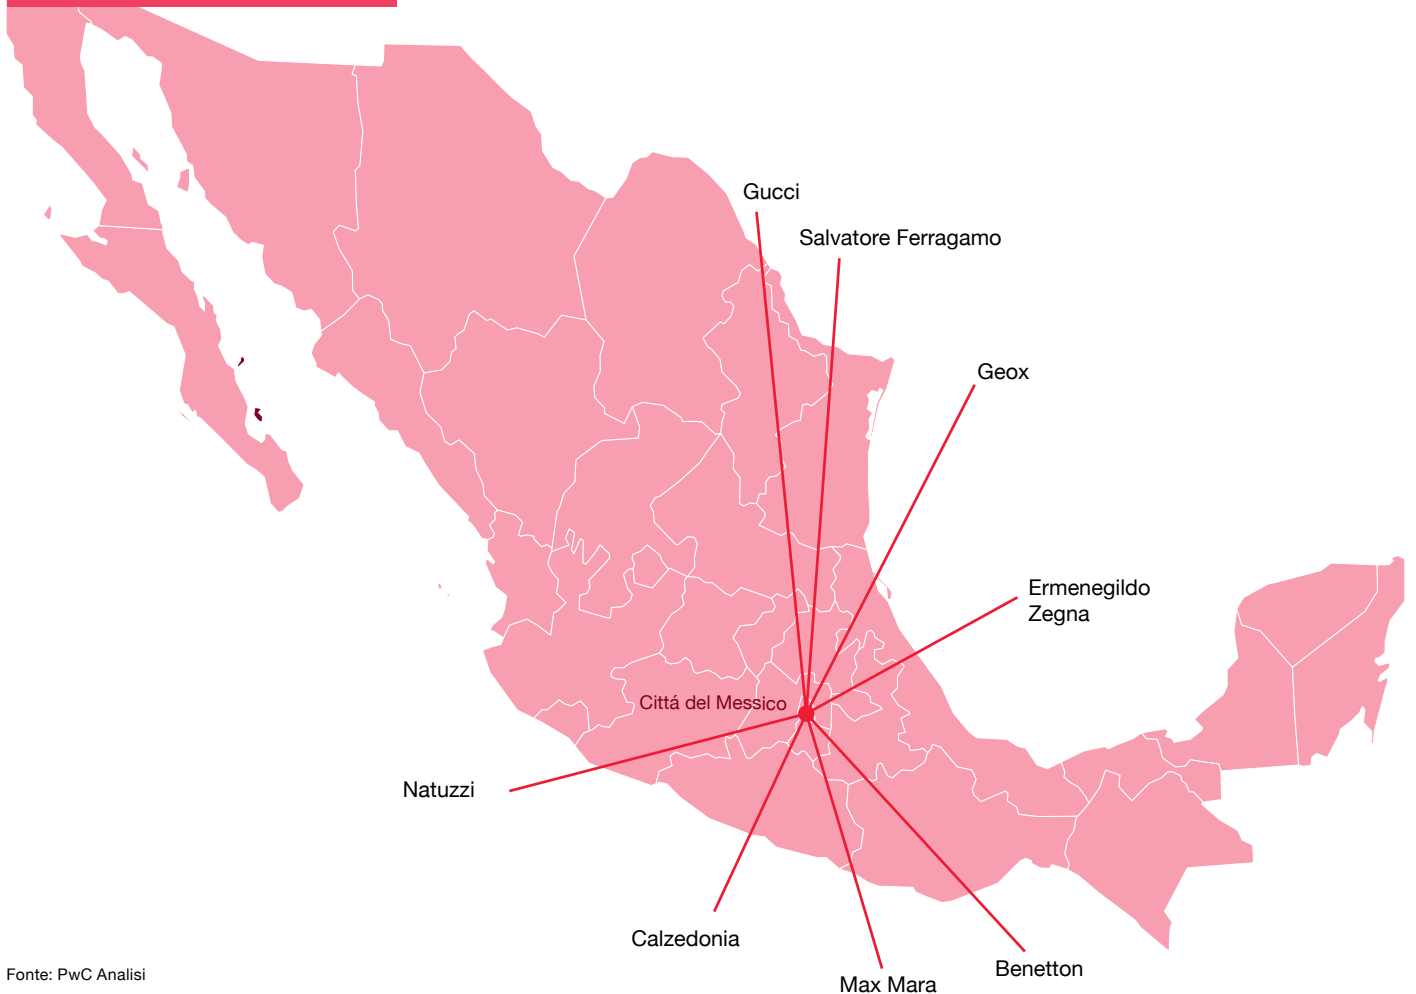 Gucci
Salvatore Ferragamo
Geox
Ermenegildo
Zegna
Cittá del Messico
Natuzzi
Calzedonia
Benetton
Max Mara
Fonte: PwC Analisi